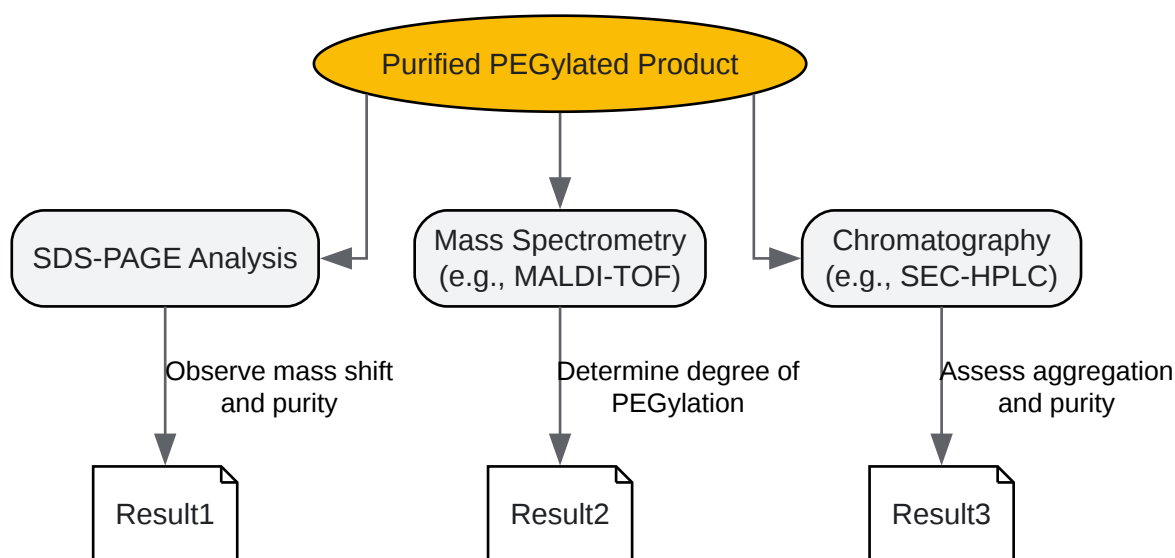 Purified PEGylated Product
SDS-PAGE Analysis
Mass Spectrometry
(e.g., MALDI-TOF)
Chromatography
(e.g., SEC-HPLC)
Observe mass shift
and purity
Determine degree of
PEGylation
Assess aggregation
and purity
Result1
Result2
Result3